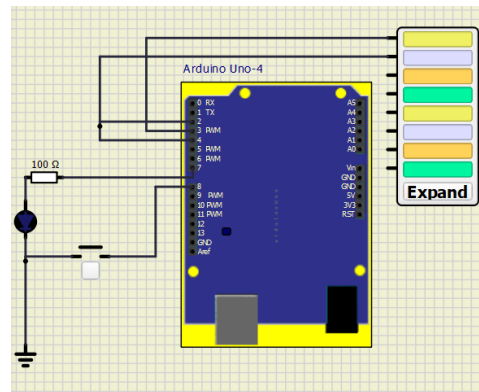 Arduino Uno-4
0 RX
1 TX
2
3 PWM
4
5 PWM
6 PWM
7
8
9 PWM
10 PWM
11 PWM
12
13
GND
Aref
A5
A4
A3
A2
A1
A0
Vin
GND
GND
5V
3V3
RST
100 Ω
Expand